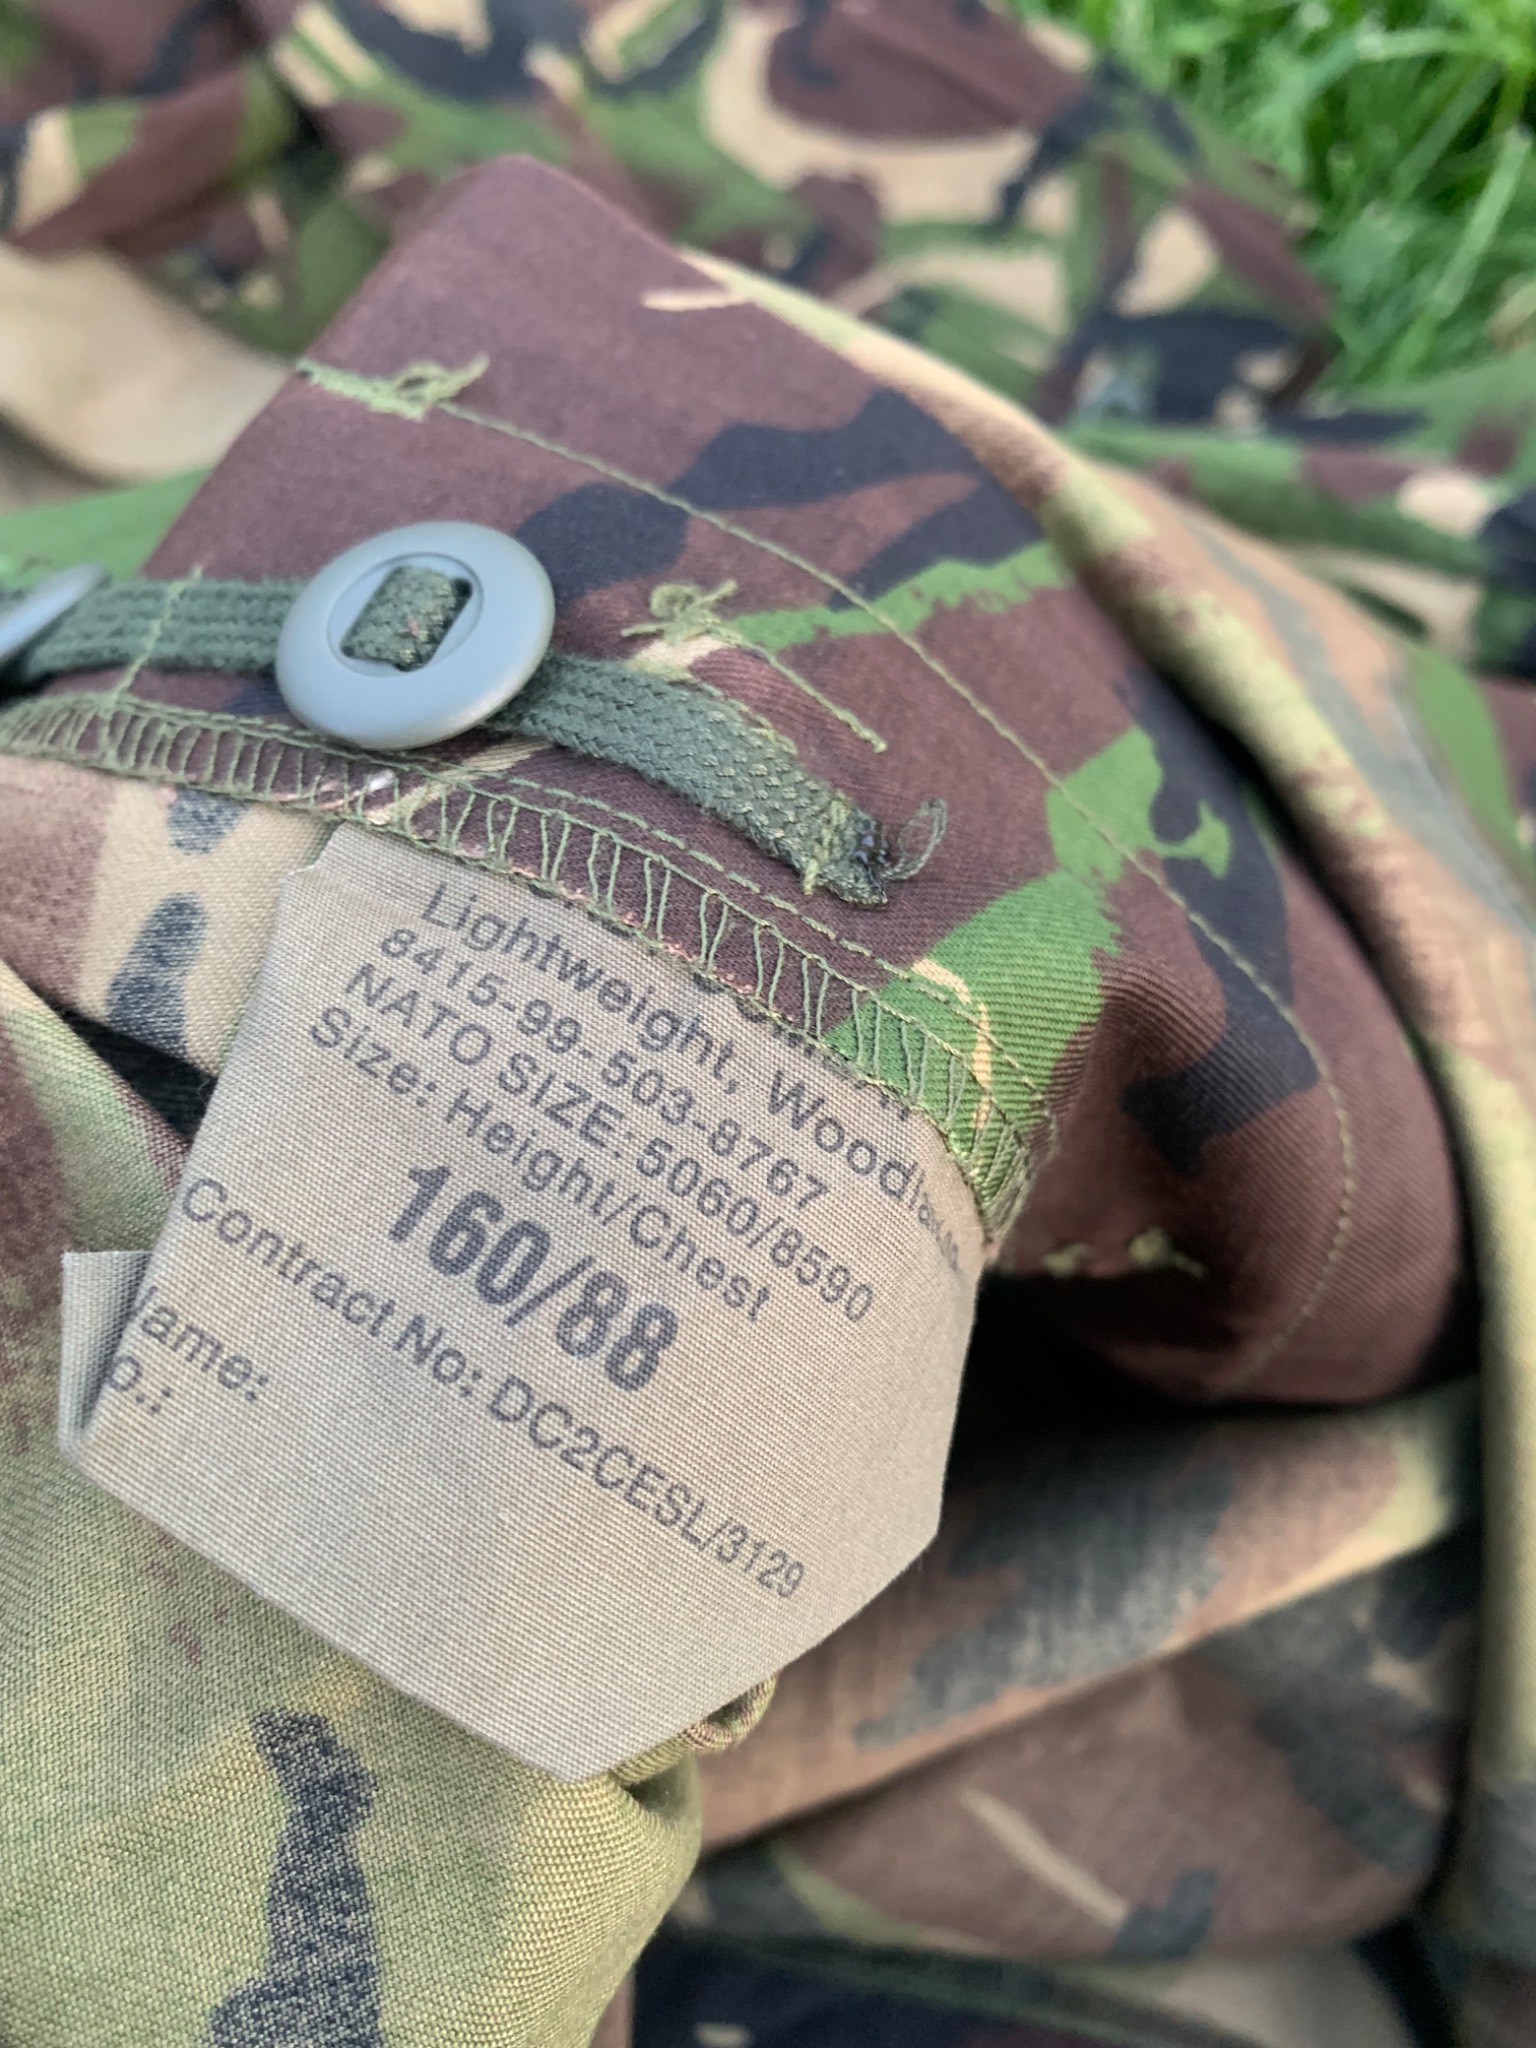 Lightweight, Woodland
8415-99-503-8767
NATO SIZE: 5060/8590
Size: Height/Chest
160/88
Contract No: DC2CESL/3129
ame:
o.: